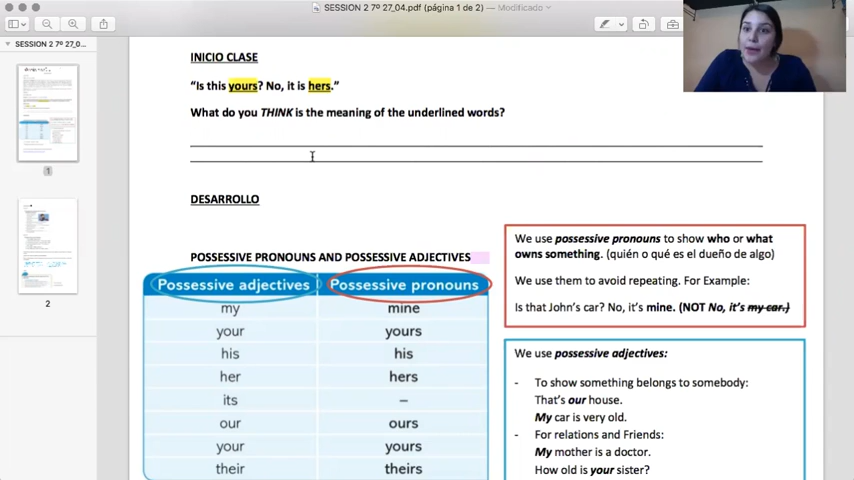 SESSION 2 7º 27_04.pdf (página 1 de 2) — Modificado
SESSION 2 7º 27_0...
1
2
INICIO CLASE
“Is this yours? No, it is hers.”
What do you THINK is the meaning of the underlined words?
DESARROLLO
POSSESSIVE PRONOUNS AND POSSESSIVE ADJECTIVES
Possessive adjectives Possessive pronouns
my mine
your yours
his his
her hers
its –
our ours
your yours
their theirs
We use possessive pronouns to show who or what
owns something. (quién o qué es el dueño de algo)
We use them to avoid repeating. For Example:
Is that John’s car? No, it’s mine. (NOT No, it’s my car.)
We use possessive adjectives:
- To show something belongs to somebody:
That’s our house.
My car is very old.
- For relations and Friends:
My mother is a doctor.
How old is your sister?